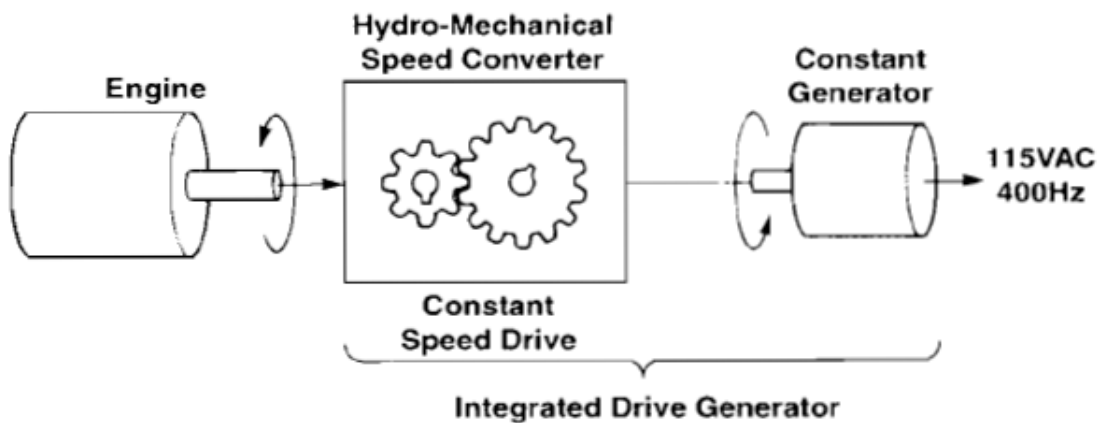 Hydro-Mechanical
Speed Converter
Engine
Constant
Generator
115VAC
400Hz
Constant
Speed Drive
Integrated Drive Generator